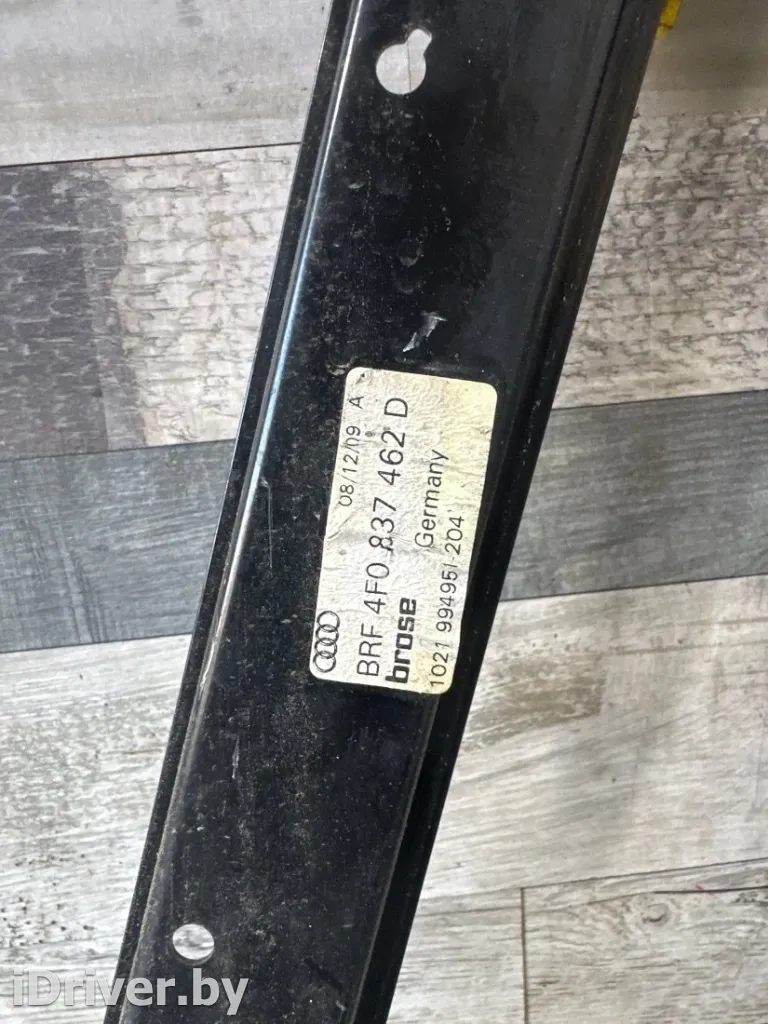 08/12/09 A
BRF 4F0 837 462 D
brose Germany
1021 994951-204
iDriver.by